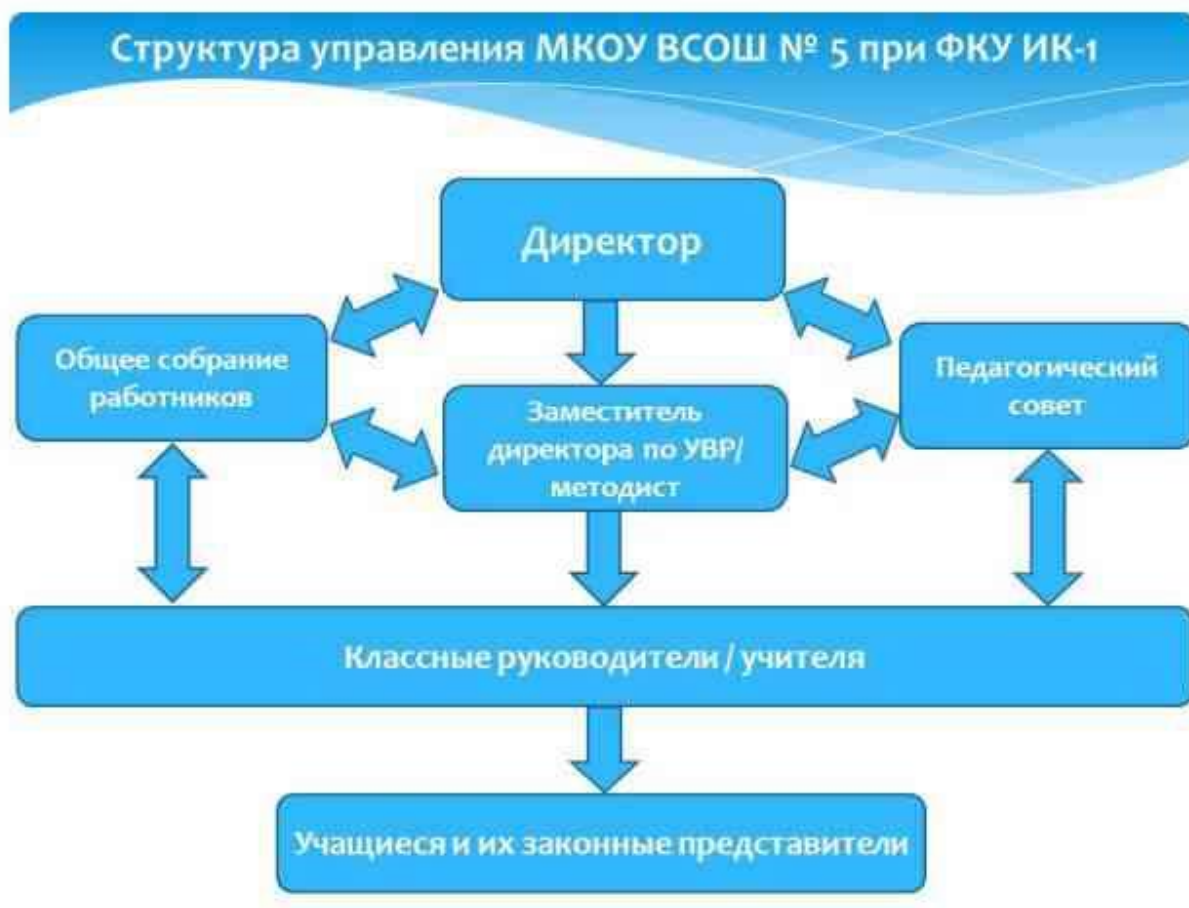 Структура управления МКОУ ВСОШ № 5 при ФКУ ИК-1
Директор
Общее собрание
работников
Педагогический
совет
Заместитель
директора по УВР/
методист
Классные руководители / учителя
Учащиеся и их законные представители